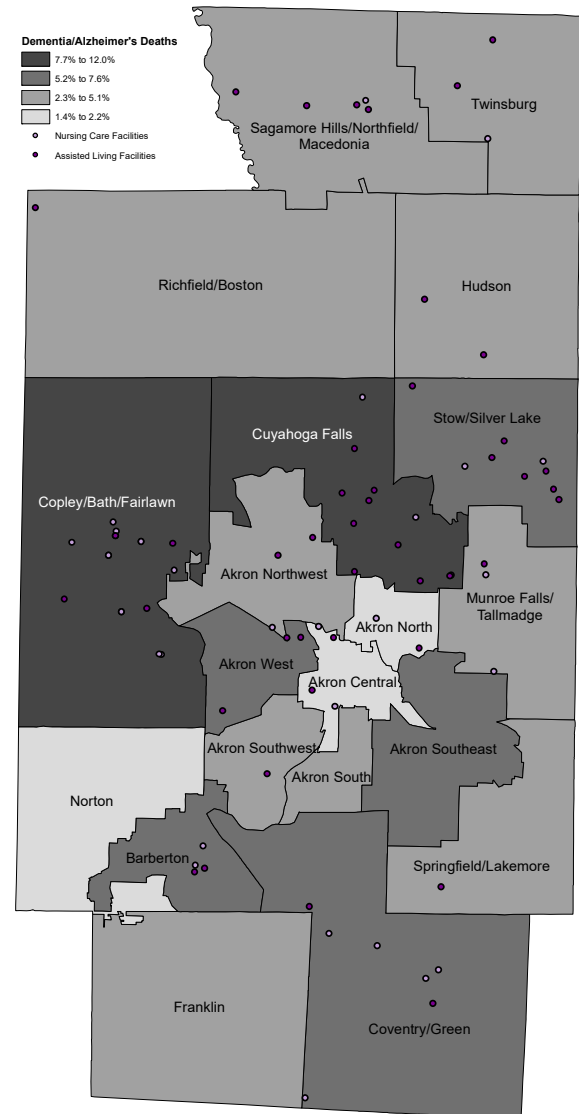 Dementia/Alzheimer's Deaths
7.7% to 12.0%
5.2% to 7.6%
2.3% to 5.1%
1.4% to 2.2%
Nursing Care Facilities
Assisted Living Facilities
Twinsburg
Sagamore Hills/Northfield/
Macedonia
Richfield/Boston
Hudson
Stow/Silver Lake
Cuyahoga Falls
Copley/Bath/Fairlawn
Akron Northwest
Munroe Falls/
Tallmadge
Akron North
Akron West
Akron Central
Akron Southwest
Akron Southeast
Akron South
Norton
Barberton
Springfield/Lakemore
Franklin
Coventry/Green